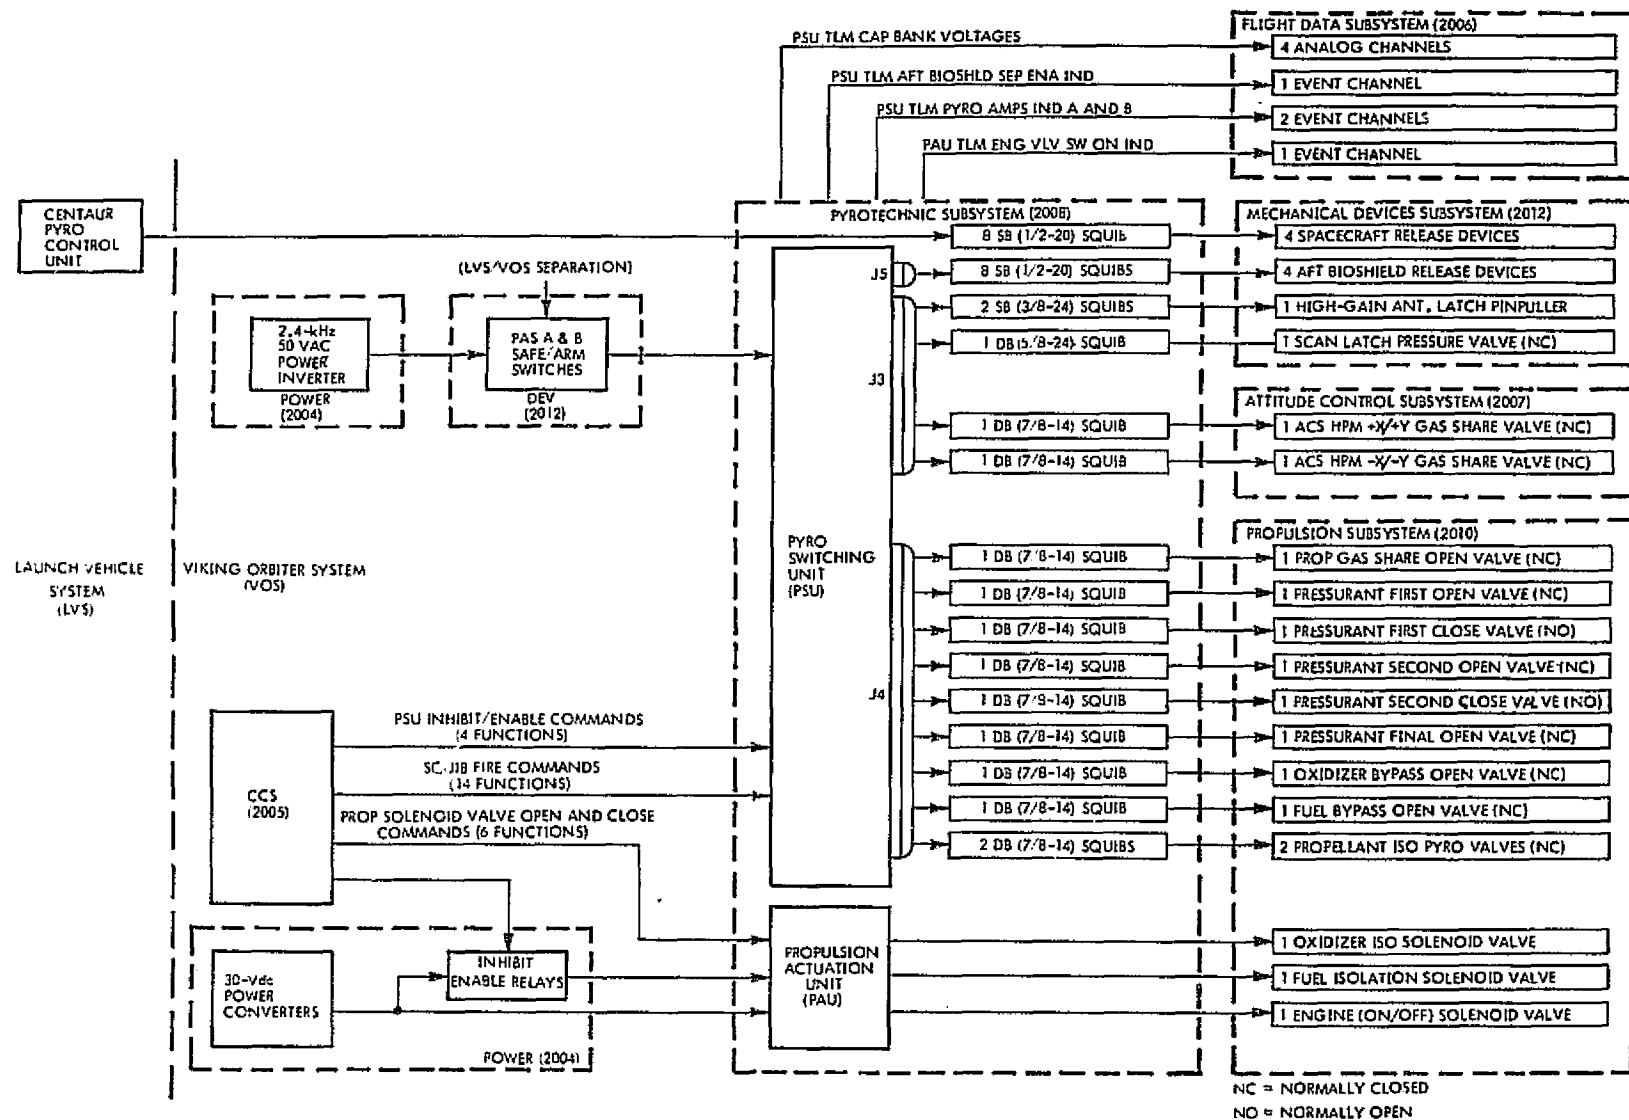 FLIGHT DATA SUBSYSTEM (2006)
PSU TLM CAP BANK VOLTAGES
4 ANALOG CHANNELS
PSU TLM AFT BIOSHLD SEP ENA IND
1 EVENT CHANNEL
PSU TLM PYRO AMPS IND A AND B
2 EVENT CHANNELS
PAU TLM ENG VLV SW ON IND
1 EVENT CHANNEL
CENTAUR
PYRO
CONTROL
UNIT
PYROTECHNIC SUBSYSTEM (2008)
MECHANICAL DEVICES SUBSYSTEM (2012)
8 SB (1/2-20) SQUIB
4 SPACECRAFT RELEASE DEVICES
(LVS/VOS SEPARATION)
J5
8 SB (1/2-20) SQUIBS
4 AFT BIOSHIELD RELEASE DEVICES
2 SB (3/8-24) SQUIBS
1 HIGH-GAIN ANT. LATCH PINPULLER
1 DB (5/8-24) SQUIB
1 SCAN LATCH PRESSURE VALVE (NC)
2.4-kHz
50 VAC
POWER
INVERTER
POWER
(2004)
PAS A & B
SAFE/ARM
SWITCHES
DEV
(2012)
J3
ATTITUDE CONTROL SUBSYSTEM (2007)
1 DB (7/8-14) SQUIB
1 ACS HPM +X/+Y GAS SHARE VALVE (NC)
1 DB (7/8-14) SQUIB
1 ACS HPM -X/-Y GAS SHARE VALVE (NC)
PYRO
SWITCHING
UNIT
(PSU)
PROPULSION SUBSYSTEM (2010)
1 DB (7/8-14) SQUIB
1 PROP GAS SHARE OPEN VALVE (NC)
LAUNCH VEHICLE
SYSTEM
(LVS)
VIKING ORBITER SYSTEM
(VOS)
1 DB (7/8-14) SQUIB
1 PRESSURANT FIRST OPEN VALVE (NC)
1 DB (7/8-14) SQUIB
1 PRESSURANT FIRST CLOSE VALVE (NO)
1 DB (7/8-14) SQUIB
1 PRESSURANT SECOND OPEN VALVE (NC)
J4
1 DB (7/8-14) SQUIB
1 PRESSURANT SECOND CLOSE VALVE (NO)
1 DB (7/8-14) SQUIB
1 PRESSURANT FINAL OPEN VALVE (NC)
1 DB (7/8-14) SQUIB
1 OXIDIZER BYPASS OPEN VALVE (NC)
1 DB (7/8-14) SQUIB
1 FUEL BYPASS OPEN VALVE (NC)
2 DB (7/8-14) SQUIBS
2 PROPELLANT ISO PYRO VALVES (NC)
CCS
(2005)
PSU INHIBIT/ENABLE COMMANDS
(4 FUNCTIONS)
SQUIB FIRE COMMANDS
(14 FUNCTIONS)
PROP SOLENOID VALVE OPEN AND CLOSE
COMMANDS (6 FUNCTIONS)
30-Vdc
POWER
CONVERTERS
INHIBIT
ENABLE RELAYS
POWER (2004)
PROPULSION
ACTUATION
UNIT
(PAU)
1 OXIDIZER ISO SOLENOID VALVE
1 FUEL ISOLATION SOLENOID VALVE
1 ENGINE (ON/OFF) SOLENOID VALVE
NC = NORMALLY CLOSED
NO = NORMALLY OPEN